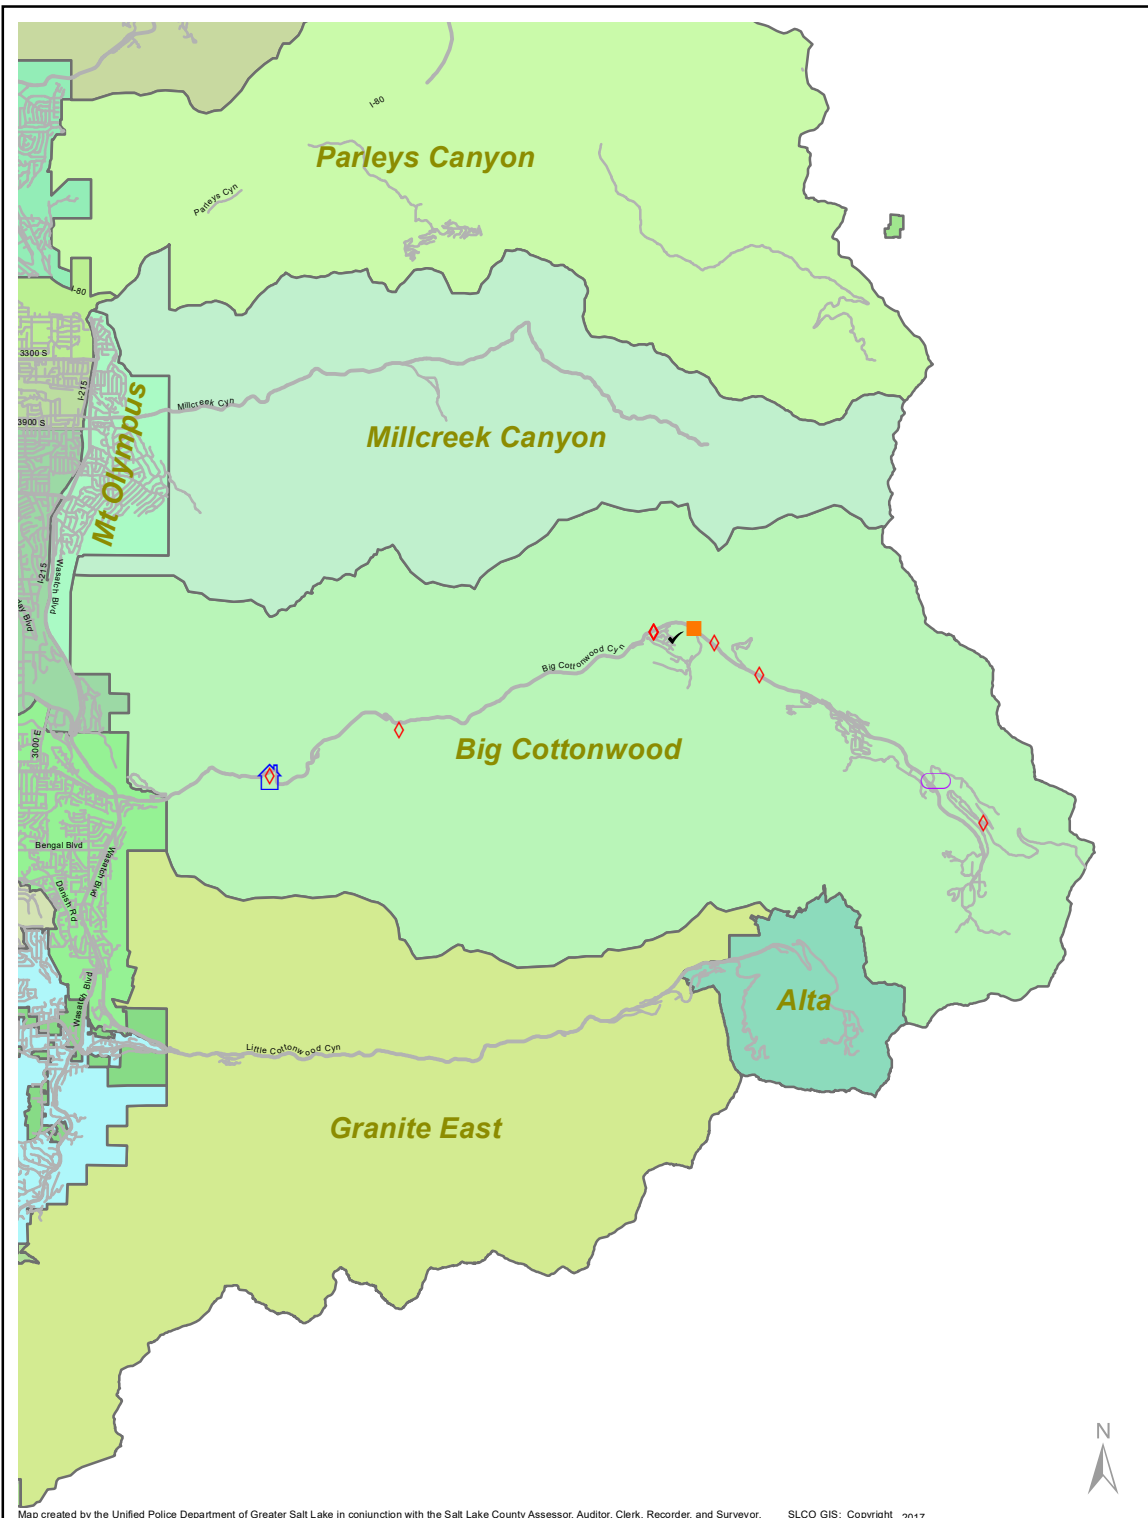 I-80
Parleys Canyon
Parleys Cyn
I-80
3300 S
I-215
Millcreek Cyn
3900 S
Millcreek Canyon
Mt Olympus
I-215
Wasatch Blvd
Blvd
Big Cottonwood Cyn
3000 E
Big Cottonwood
Bengal Blvd
Wasatch Blvd
Danish Rd
Wasatch Blvd
Alta
Little Cottonwood Cyn
Granite East
N
Map created by the Unified Police Department of Greater Salt Lake in conjunction with the Salt Lake County Assessor, Auditor, Clerk, Recorder, and Surveyor. SLCO GIS: Copyright 2017